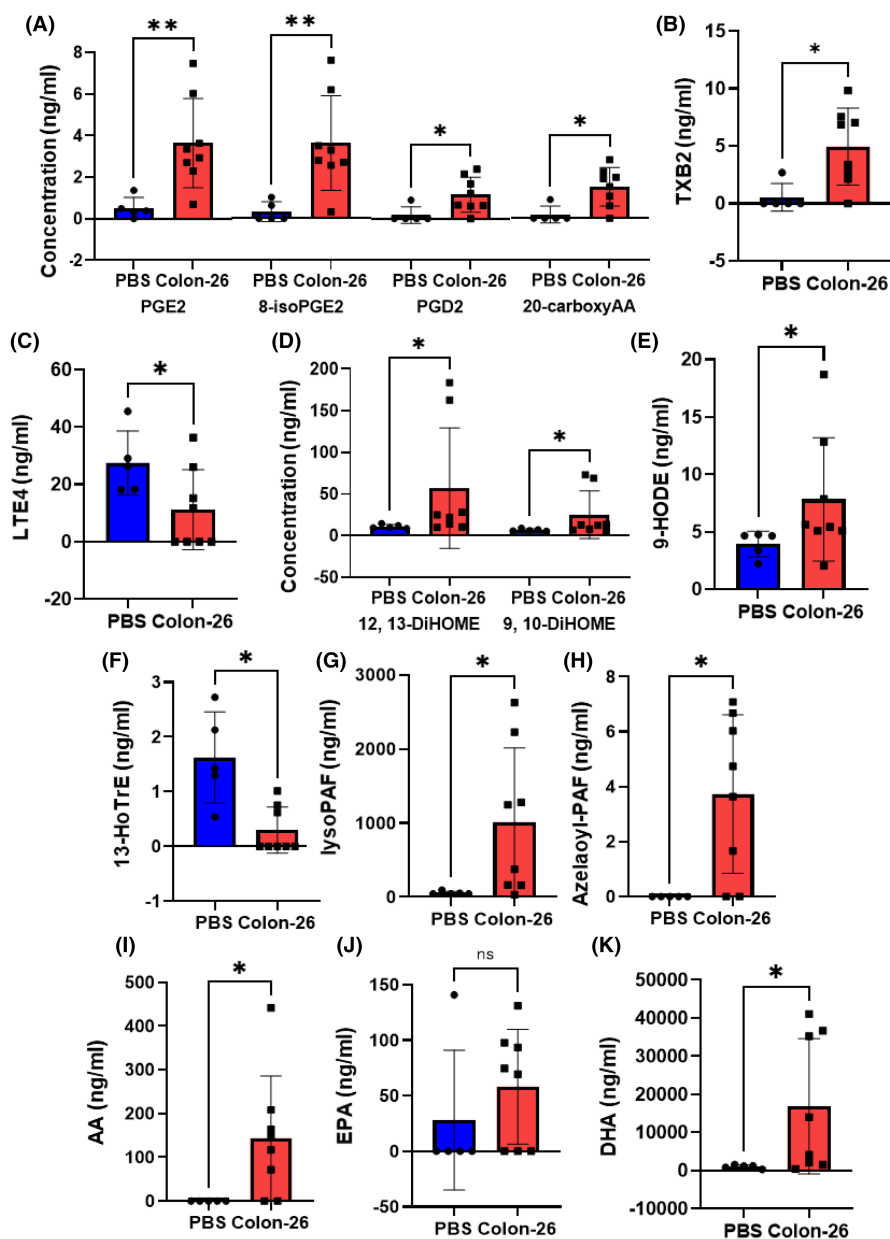 (A)
Concentration (ng/ml)
8
6
4
2
0
-2
** ** * *
PBS Colon-26 PBS Colon-26 PBS Colon-26 PBS Colon-26
PGE2 8-isoPGE2 PGD2 20-carboxyAA
(B)
TXB2 (ng/ml)
15
10
5
0
-5
*
PBS Colon-26
(C)
LTE4 (ng/ml)
60
40
20
0
-20
*
PBS Colon-26
(D)
Concentration (ng/ml)
200
150
100
50
0
-50
* *
PBS Colon-26 PBS Colon-26
12, 13-DiHOME 9, 10-DiHOME
(E)
9-HODE (ng/ml)
20
15
10
5
0
*
PBS Colon-26
(F)
13-HoTrE (ng/ml)
3
2
1
0
-1
*
PBS Colon-26
(G)
lysoPAF (ng/ml)
3000
2000
1000
0
*
PBS Colon-26
(H)
Azelaoyl-PAF (ng/ml)
8
6
4
2
0
*
PBS Colon-26
(I)
AA (ng/ml)
500
400
300
200
100
0
*
PBS Colon-26
(J)
EPA (ng/ml)
150
100
50
0
-50
ns
PBS Colon-26
(K)
DHA (ng/ml)
50000
40000
30000
20000
10000
0
-10000
*
PBS Colon-26